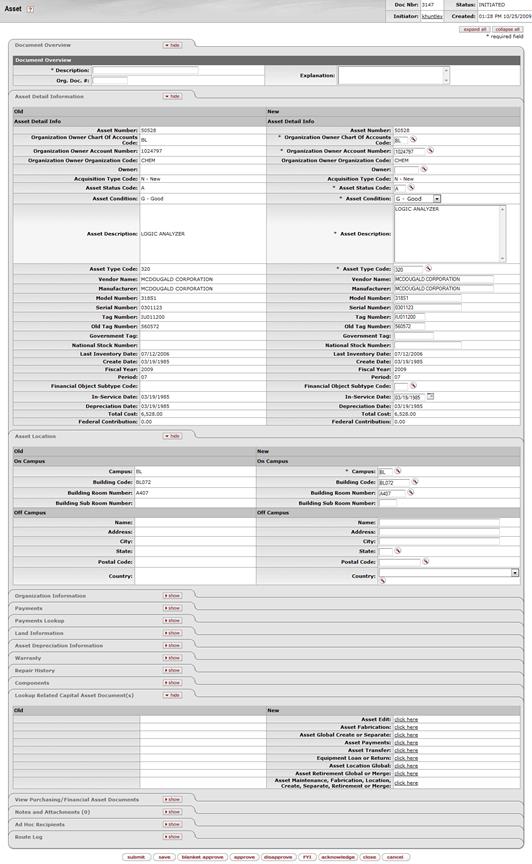 Asset ?
Doc Nbr: 3147 Status: INITIATED
Initiator: khuntley Created: 01:28 PM 10/25/2009
expand all collapse all
* required field
Document Overview hide
Document Overview
* Description: Explanation:
Org. Doc. #:
Asset Detail Information hide
Old New
Asset Detail Info Asset Detail Info
Asset Number: 50528 Asset Number: 50528
Organization Owner Chart Of Accounts Code: BL * Organization Owner Chart Of Accounts Code: BL
Organization Owner Account Number: 1024797 * Organization Owner Account Number: 1024797
Organization Owner Organization Code: CHEM Organization Owner Organization Code: CHEM
Owner: Owner:
Acquisition Type Code: N - New Acquisition Type Code: N - New
Asset Status Code: A * Asset Status Code: A
Asset Condition: G - Good * Asset Condition: G - Good
Asset Description: LOGIC ANALYZER * Asset Description: LOGIC ANALYZER
Asset Type Code: 320 * Asset Type Code: 320
Vendor Name: MCDOUGALD CORPORATION Vendor Name: MCDOUGALD CORPORATION
Manufacturer: MCDOUGALD CORPORATION * Manufacturer: MCDOUGALD CORPORATION
Model Number: 318S1 Model Number: 318S1
Serial Number: 0301123 Serial Number: 0301123
Tag Number: IU011200 Tag Number: IU011200
Old Tag Number: 560572 Old Tag Number: 560572
Government Tag: Government Tag:
National Stock Number: National Stock Number:
Last Inventory Date: 07/12/2006 Last Inventory Date: 07/12/2006
Create Date: 03/19/1985 Create Date: 03/19/1985
Fiscal Year: 2009 Fiscal Year: 2009
Period: 07 Period: 07
Financial Object Subtype Code: Financial Object Subtype Code:
In-Service Date: 03/19/1985 In-Service Date: 03/19/1985
Depreciation Date: 03/19/1985 Depreciation Date: 03/19/1985
Total Cost: 6,528.00 Total Cost: 6,528.00
Federal Contribution: 0.00 Federal Contribution: 0.00
Asset Location hide
Old New
On Campus On Campus
Campus: BL * Campus: BL
Building Code: BL072 Building Code: BL072
Building Room Number: A407 Building Room Number: A407
Building Sub Room Number: Building Sub Room Number:
Off Campus Off Campus
Name: Name:
Address: Address:
City: City:
State: State:
Postal Code: Postal Code:
Country: Country:
Organization Information show
Payments show
Payments Lookup show
Land Information show
Asset Depreciation Information show
Warranty show
Repair History show
Components show
Lookup Related Capital Asset Document(s) hide
Old New
Asset Edit: click here
Asset Fabrication: click here
Asset Global Create or Separate: click here
Asset Payments: click here
Asset Transfer: click here
Equipment Loan or Return: click here
Asset Location Global: click here
Asset Retirement Global or Merge: click here
Asset Maintenance, Fabrication, Location, Create, Separate, Retirement or Merge: click here
View Purchasing/Financial Asset Documents show
Notes and Attachments (0) show
Ad Hoc Recipients show
Route Log show
submit save blanket approve approve disapprove FYI acknowledge close cancel